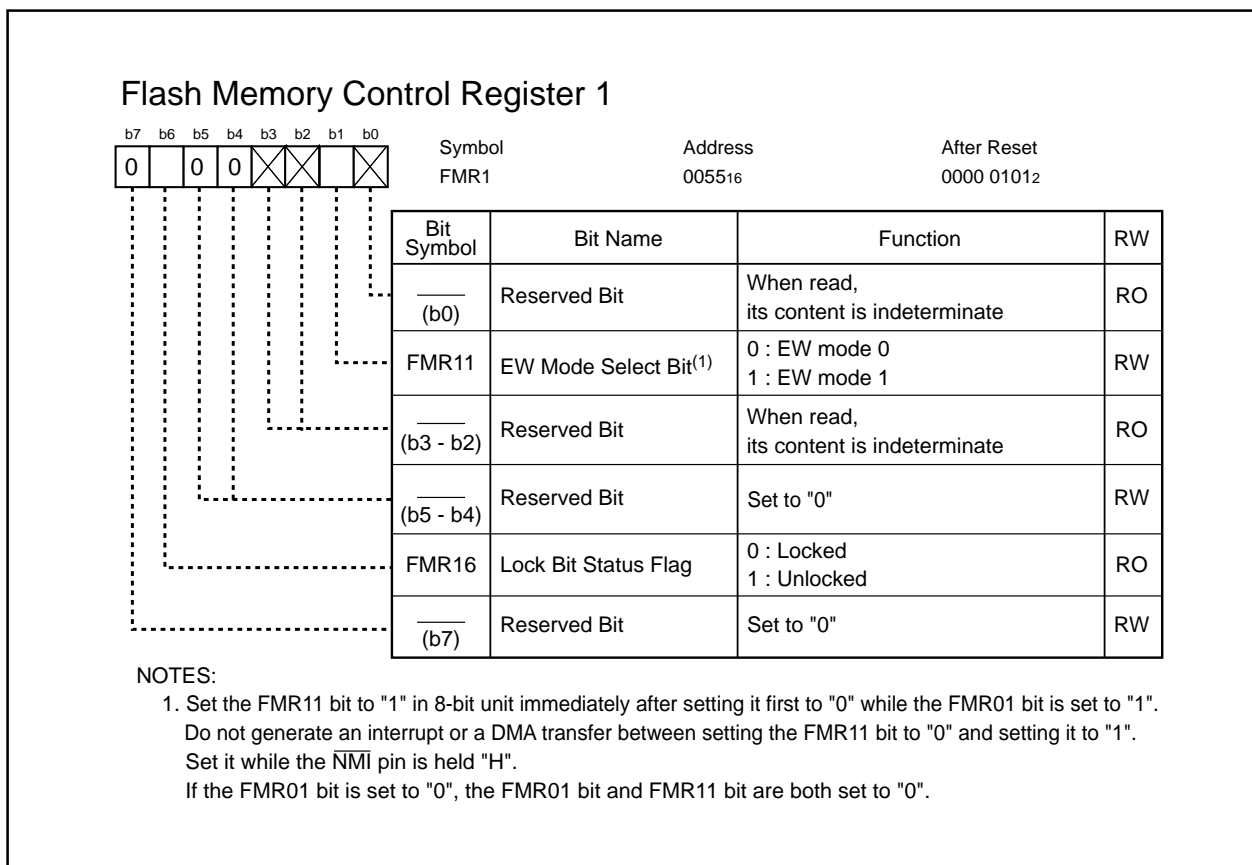 Flash Memory Control Register 1
b7 b6 b5 b4 b3 b2 b1 b0
0 0 0
Symbol Address After Reset
FMR1 005516 0000 01012
Bit Symbol Bit Name Function RW
(b0) Reserved Bit When read, its content is indeterminate RO
FMR11 EW Mode Select Bit(1) 0 : EW mode 0 1 : EW mode 1 RW
(b3 - b2) Reserved Bit When read, its content is indeterminate RO
(b5 - b4) Reserved Bit Set to "0" RW
FMR16 Lock Bit Status Flag 0 : Locked 1 : Unlocked RO
(b7) Reserved Bit Set to "0" RW
NOTES:
1. Set the FMR11 bit to "1" in 8-bit unit immediately after setting it first to "0" while the FMR01 bit is set to "1".
Do not generate an interrupt or a DMA transfer between setting the FMR11 bit to "0" and setting it to "1".
Set it while the NMI pin is held "H".
If the FMR01 bit is set to "0", the FMR01 bit and FMR11 bit are both set to "0".